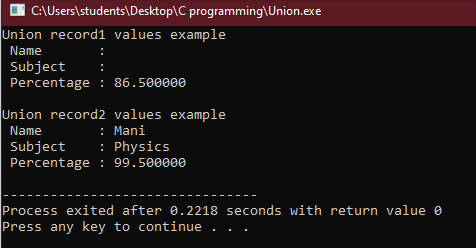 C:\Users\students\Desktop\C programming\Union.exe
Union record1 values example
 Name       :
 Subject    :
 Percentage : 86.500000

Union record2 values example
 Name       : Mani
 Subject    : Physics
 Percentage : 99.500000

--------------------------------
Process exited after 0.2218 seconds with return value 0
Press any key to continue . . .